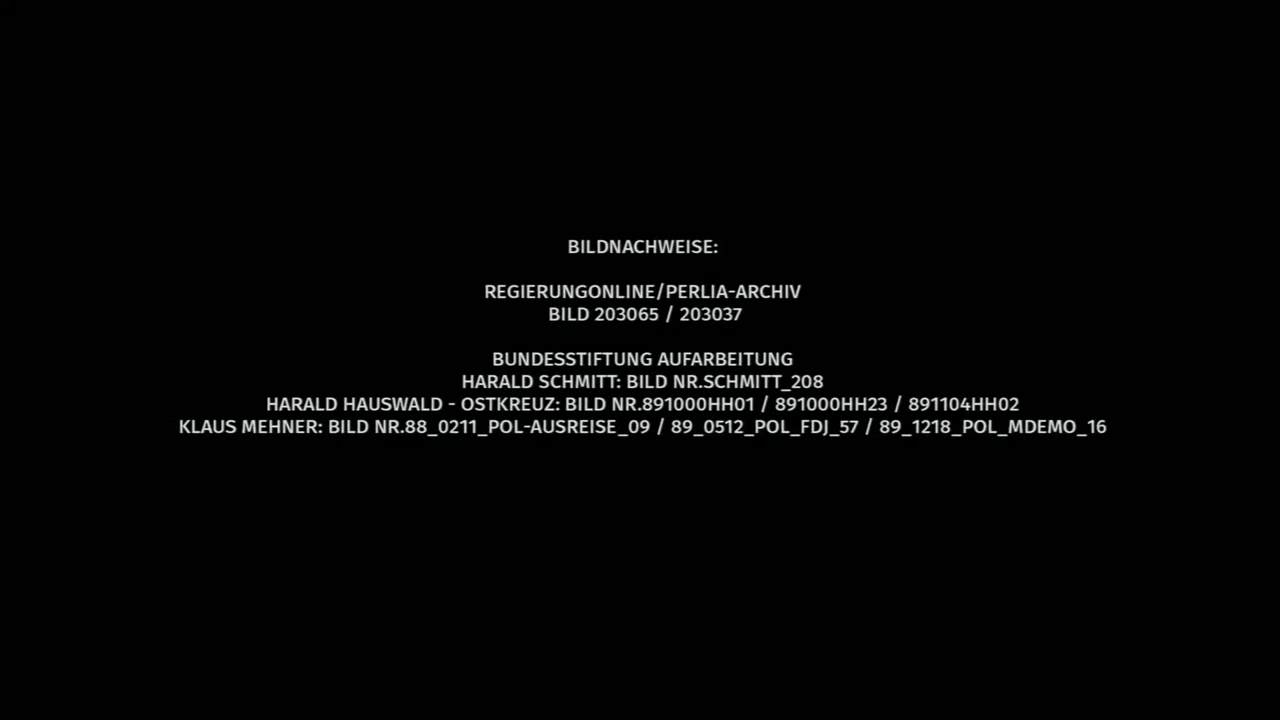 BILDNACHWEISE:
REGIERUNGONLINE/PERLIA-ARCHIV
BILD 203065 / 203037
BUNDESSTIFTUNG AUFARBEITUNG
HARALD SCHMITT: BILD NR.SCHMITT_208
HARALD HAUSWALD - OSTKREUZ: BILD NR.891000HH01 / 891000HH23 / 891104HH02
KLAUS MEHNER: BILD NR.88_0211_POL-AUSREISE_09 / 89_0512_POL_FDJ_57 / 89_1218_POL_MDEMO_16